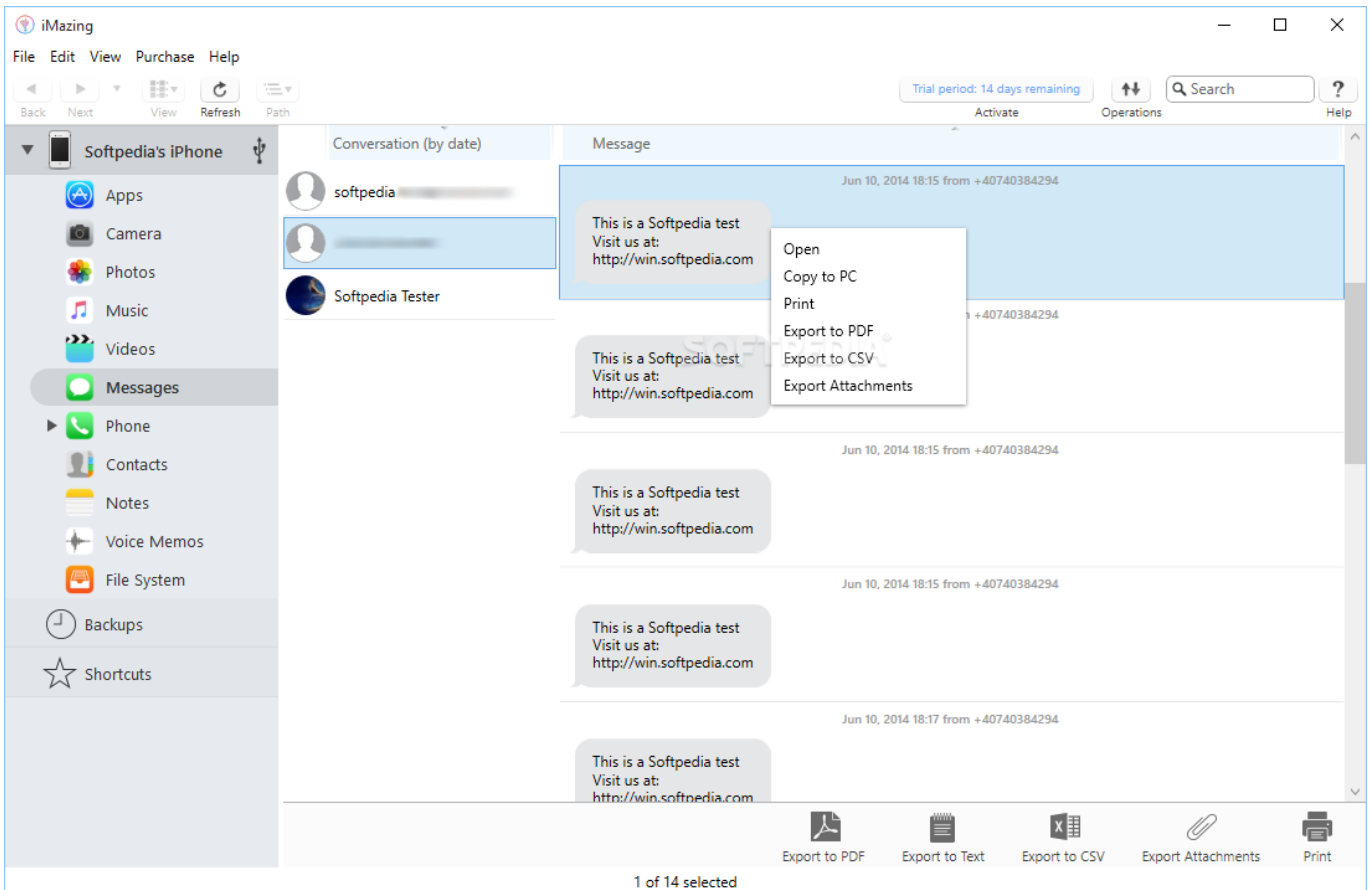 iMazing
File Edit View Purchase Help
Back Next View Refresh Path
Trial period: 14 days remaining
Activate
Operations
Search
?
Help
Softpedia's iPhone
Apps
Camera
Photos
Music
Videos
Messages
Phone
Contacts
Notes
Voice Memos
File System
Backups
Shortcuts
Conversation (by date)
softpedia
Softpedia Tester
Message
Jun 10, 2014 18:15 from +40740384294
This is a Softpedia test
Visit us at:
http://win.softpedia.com
Open
Copy to PC
Print
Export to PDF
Export to CSV
Export Attachments
+40740384294
SOFTPEDIA®
This is a Softpedia test
Visit us at:
http://win.softpedia.com
Jun 10, 2014 18:15 from +40740384294
This is a Softpedia test
Visit us at:
http://win.softpedia.com
Jun 10, 2014 18:15 from +40740384294
This is a Softpedia test
Visit us at:
http://win.softpedia.com
Jun 10, 2014 18:17 from +40740384294
This is a Softpedia test
Visit us at:
http://win.softpedia.com
Export to PDF
Export to Text
Export to CSV
Export Attachments
Print
1 of 14 selected